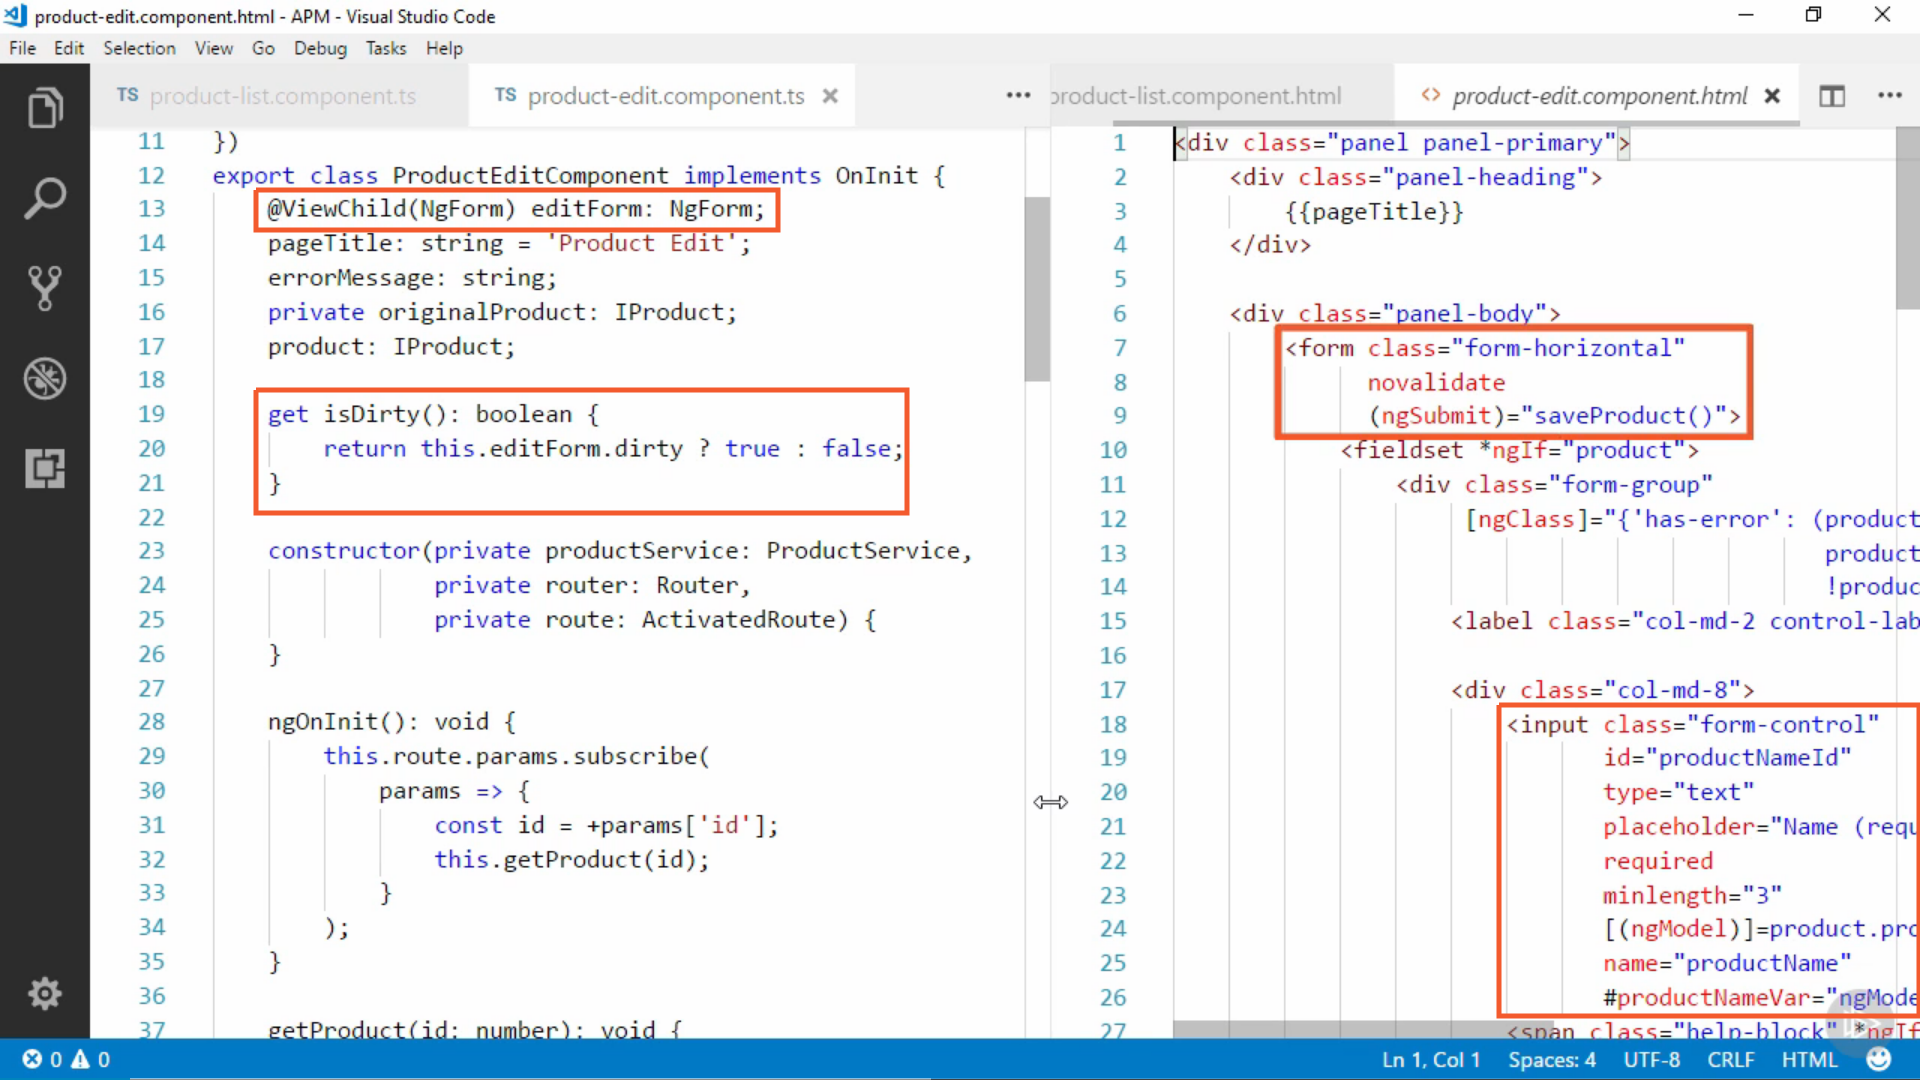 product-edit.component.html - APM - Visual Studio Code
File Edit Selection View Go Debug Tasks Help
TS product-list.component.ts
TS product-edit.component.ts
product-list.component.html
<> product-edit.component.html
11 })
12 export class ProductEditComponent implements OnInit {
13 @ViewChild(NgForm) editForm: NgForm;
14 pageTitle: string = 'Product Edit';
15 errorMessage: string;
16 private originalProduct: IProduct;
17 product: IProduct;
18
19 get isDirty(): boolean {
20 return this.editForm.dirty ? true : false;
21 }
22
23 constructor(private productService: ProductService,
24 private router: Router,
25 private route: ActivatedRoute) {
26 }
27
28 ngOnInit(): void {
29 this.route.params.subscribe(
30 params => {
31 const id = +params['id'];
32 this.getProduct(id);
33 }
34 );
35 }
36
37 getProduct(id: number): void {
1 <div class="panel panel-primary">
2 <div class="panel-heading">
3 {{pageTitle}}
4 </div>
5
6 <div class="panel-body">
7 <form class="form-horizontal"
8 novalidate
9 (ngSubmit)="saveProduct()">
10 <fieldset *ngIf="product">
11 <div class="form-group"
12 [ngClass]="{'has-error': (product
13 product
14 !produc
15 <label class="col-md-2 control-lab
16
17 <div class="col-md-8">
18 <input class="form-control"
19 id="productNameId"
20 type="text"
21 placeholder="Name (requ
22 required
23 minlength="3"
24 [(ngModel)]=product.pro
25 name="productName"
26 #productNameVar="ngMode
27 <span class="help-block" *ngIf
0 0
Ln 1, Col 1 Spaces: 4 UTF-8 CRLF HTML